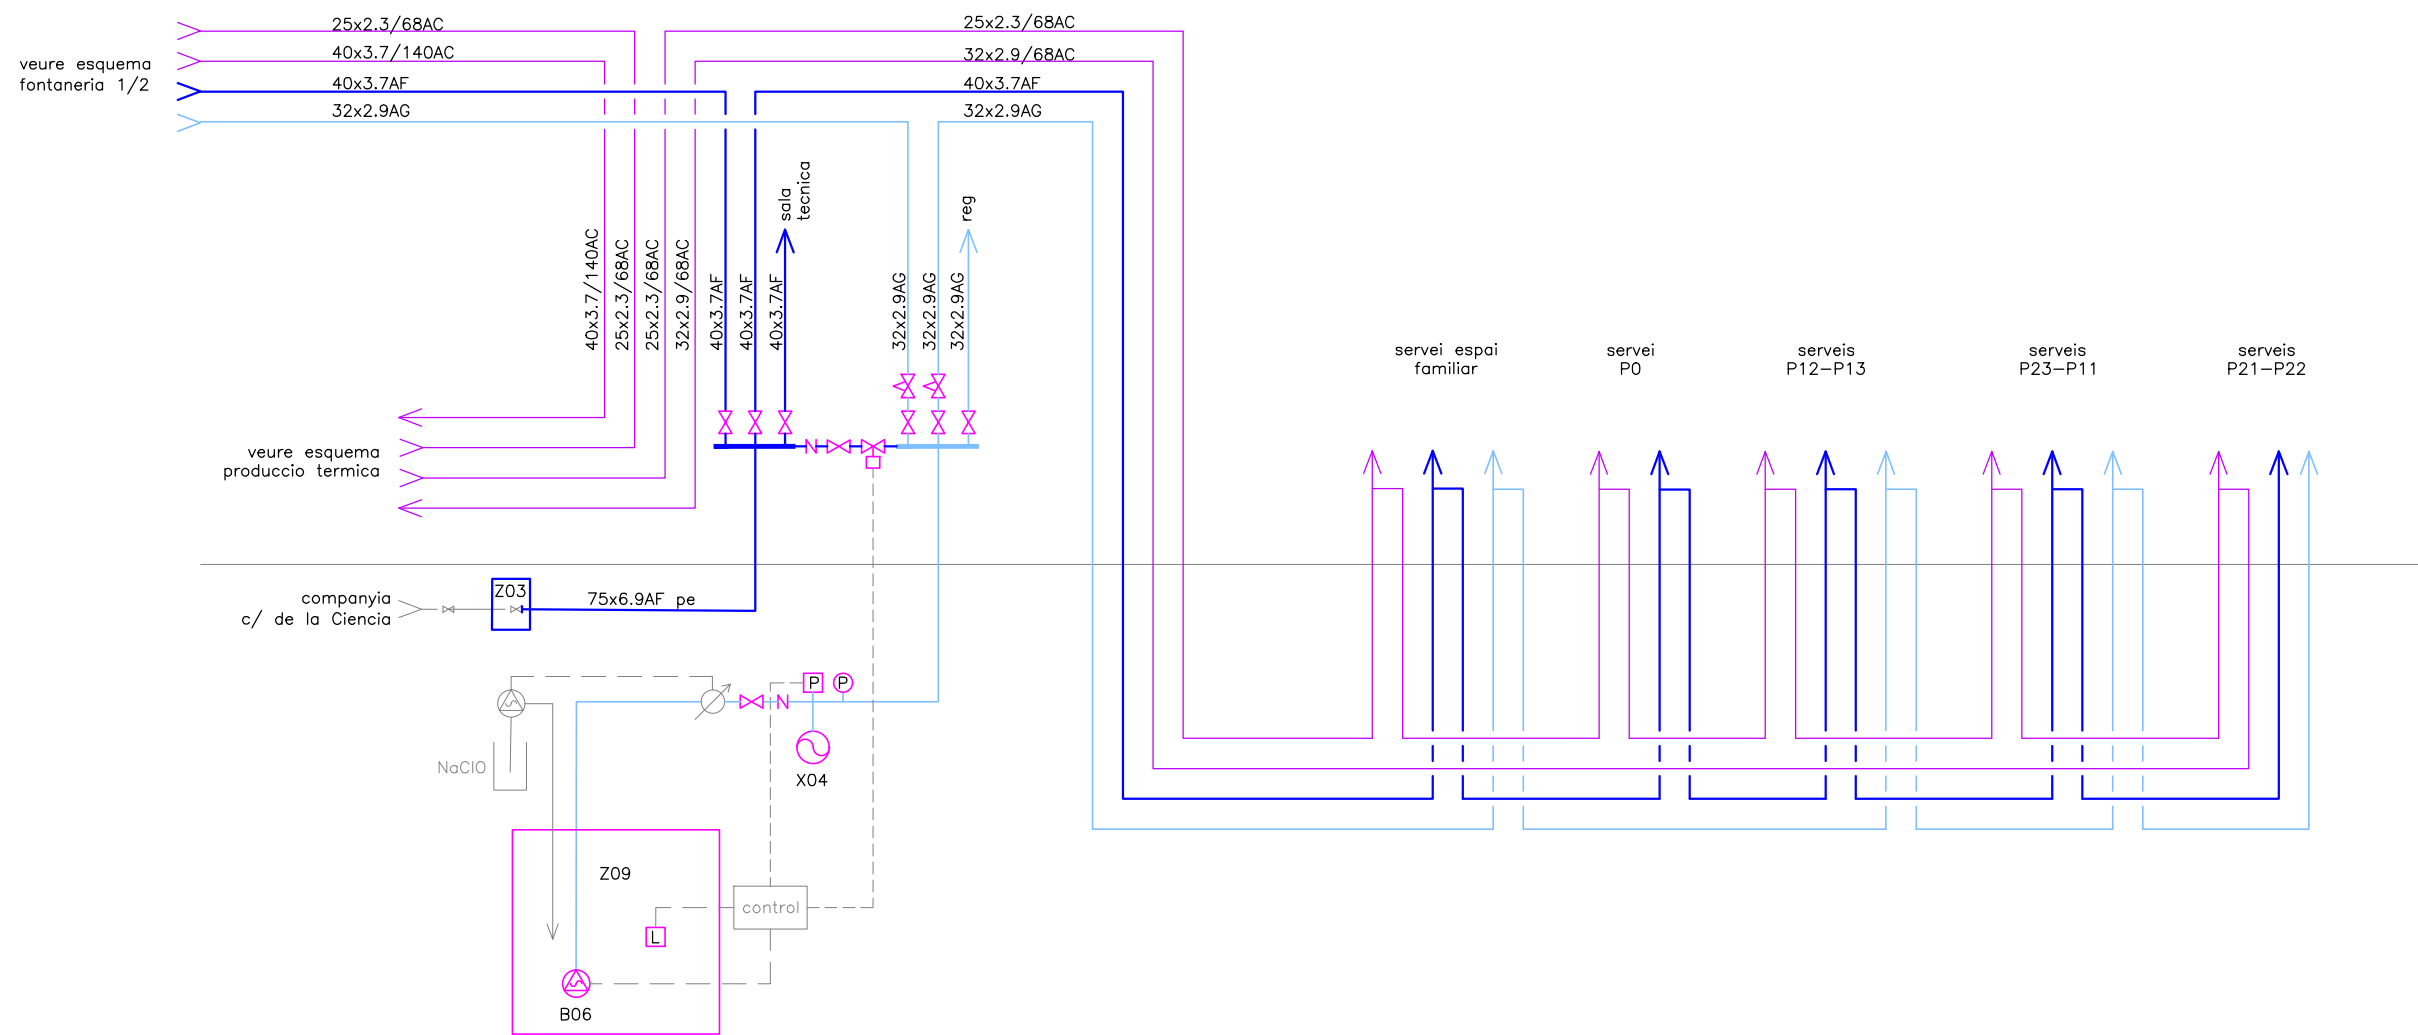 25x2.3/68AC
40x3.7/140AC
40x3.7AF
32x2.9AG
25x2.3/68AC
32x2.9/68AC
40x3.7AF
32x2.9AG
veure esquema
fontaneria 1/2
sala
tecnica
reg
40x3.7/140AC
25x2.3/68AC
25x2.3/68AC
32x2.9/68AC
40x3.7AF
40x3.7AF
40x3.7AF
32x2.9AG
32x2.9AG
32x2.9AG
servei espai
familiar
servei
P0
serveis
P12-P13
serveis
P23-P11
serveis
P21-P22
veure esquema
produccio termica
companyia
c/ de la Ciencia
Z03
75x6.9AF pe
P
P
NaClO
X04
Z09
control
L
B06